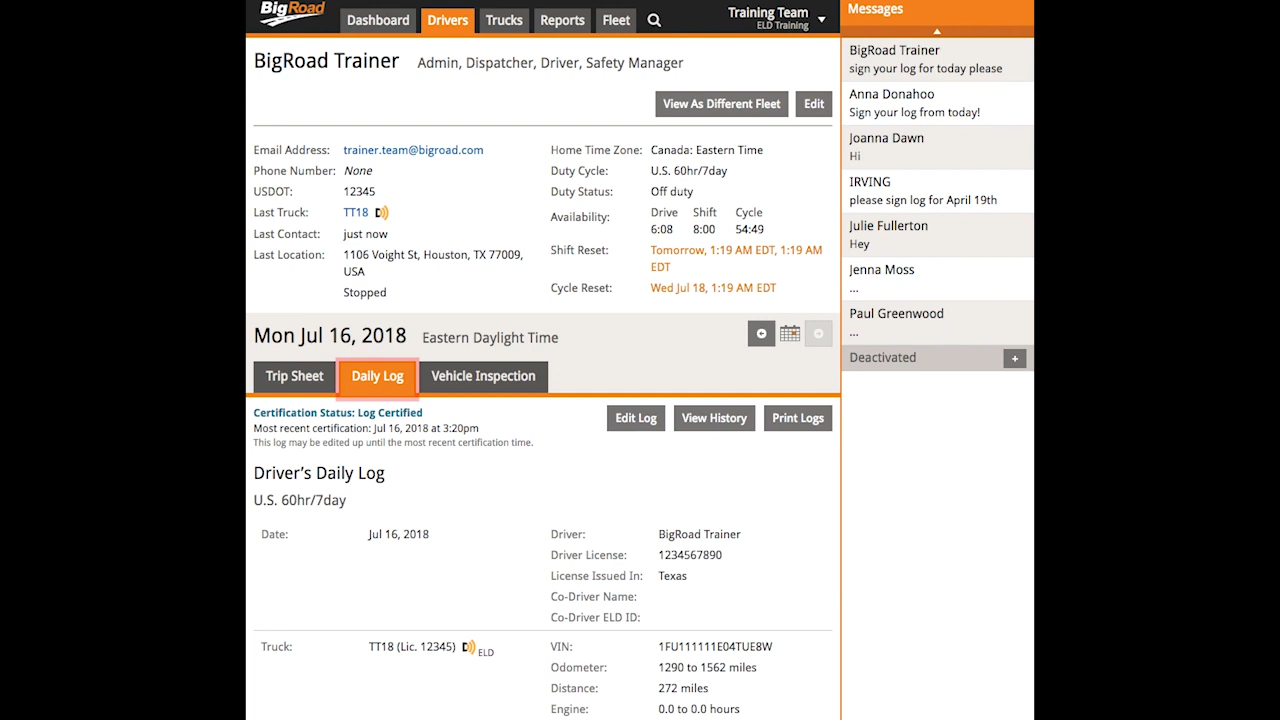 BigRoad
Dashboard
Drivers
Trucks
Reports
Fleet
Training Team
ELD Training
BigRoad Trainer
Admin, Dispatcher, Driver, Safety Manager
View As Different Fleet
Edit
Email Address: trainer.team@bigroad.com
Phone Number: None
USDOT: 12345
Last Truck: TT18
Last Contact: just now
Last Location: 1106 Voight St, Houston, TX 77009,
USA
Stopped
Home Time Zone: Canada: Eastern Time
Duty Cycle: U.S. 60hr/7day
Duty Status: Off duty
Availability: Drive Shift Cycle
6:08 8:00 54:49
Shift Reset: Tomorrow, 1:19 AM EDT, 1:19 AM
EDT
Cycle Reset: Wed Jul 18, 1:19 AM EDT
Mon Jul 16, 2018 Eastern Daylight Time
Trip Sheet
Daily Log
Vehicle Inspection
Certification Status: Log Certified
Most recent certification: Jul 16, 2018 at 3:20pm
This log may be edited up until the most recent certification time.
Edit Log
View History
Print Logs
Driver's Daily Log
U.S. 60hr/7day
Date: Jul 16, 2018
Driver: BigRoad Trainer
Driver License: 1234567890
License Issued In: Texas
Co-Driver Name:
Co-Driver ELD ID:
Truck: TT18 (Lic. 12345) ELD
VIN: 1FU111111E04TUE8W
Odometer: 1290 to 1562 miles
Distance: 272 miles
Engine: 0.0 to 0.0 hours
Messages
BigRoad Trainer
sign your log for today please
Anna Donahoo
Sign your log from today!
Joanna Dawn
Hi
IRVING
please sign log for April 19th
Julie Fullerton
Hey
Jenna Moss
...
Paul Greenwood
...
Deactivated +